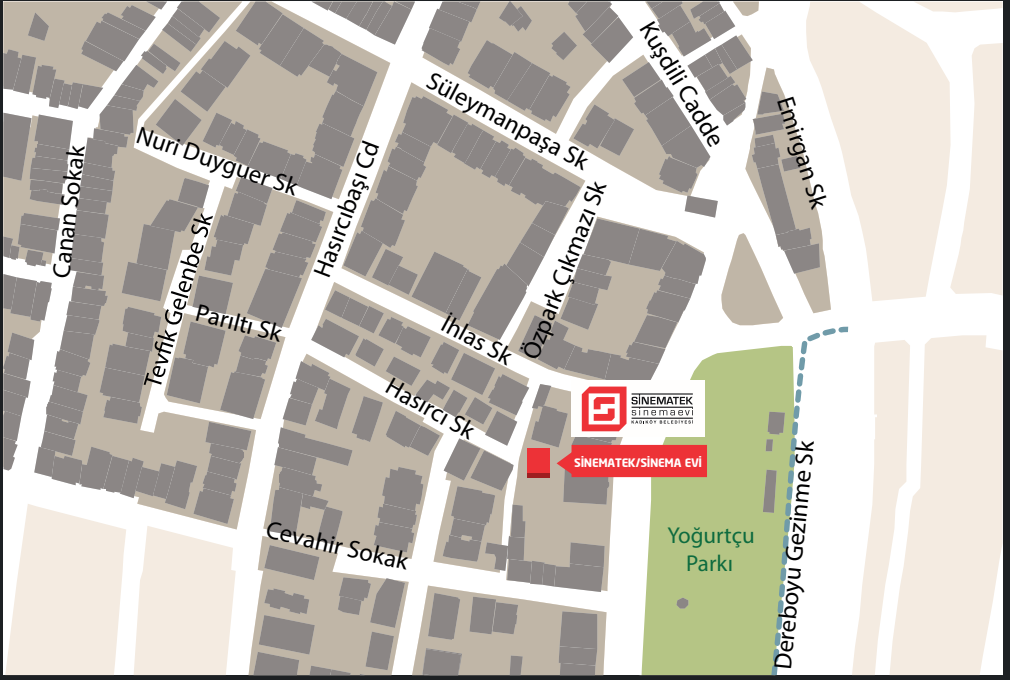 Kuşdili Cadde
Süleymanpaşa Sk
Emirgan Sk
Nuri Duyguer Sk
Hasırcıbaşı Cd
Canan Sokak
Tevfik Gelenbe Sk
Özpark Çıkmazı Sk
Parıltı Sk
İhlas Sk
Hasırcı Sk
SİNEMATEK
sinemaevi
KADIKÖY BELEDİYESİ
SİNEMATEK/SİNEMA EVİ
Dereboyu Gezinme Sk
Cevahir Sokak
Yoğurtçu
Parkı